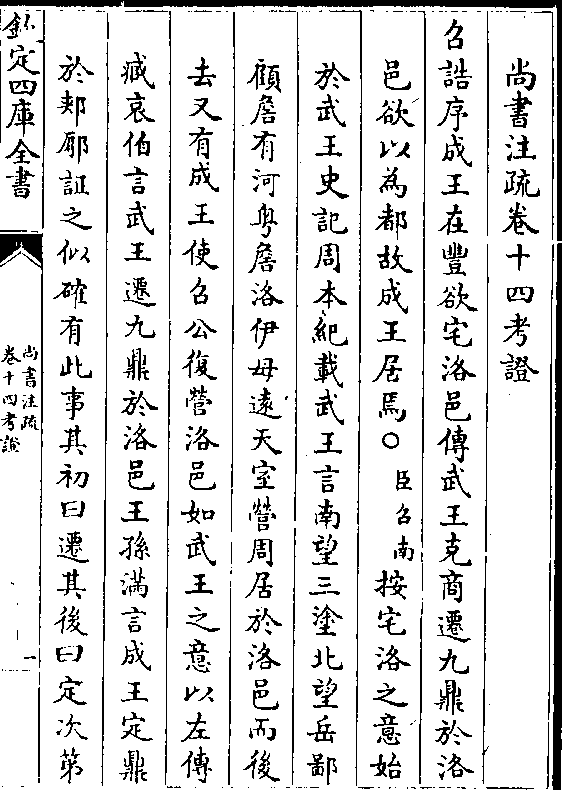 尚書注疏卷十四考證
召誥序成王在豐欲宅洛邑傳武王克商遷九鼎於洛
邑欲以為都故成王居焉○臣召南按宅洛之意始
於武王史記周本紀載武王言南望三塗北望岳鄙
顧詹有河粤詹洛伊毋遠天室營周居於洛邑而後
去又有成王使召公復營洛邑如武王之意以左傳
臧哀伯言武王遷九鼎於洛邑王孫滿言成王定鼎
於郟鄏証之似確有此事其初曰遷其後曰定次第
欽定四庫全書
尚書注疏
卷十四考證
一